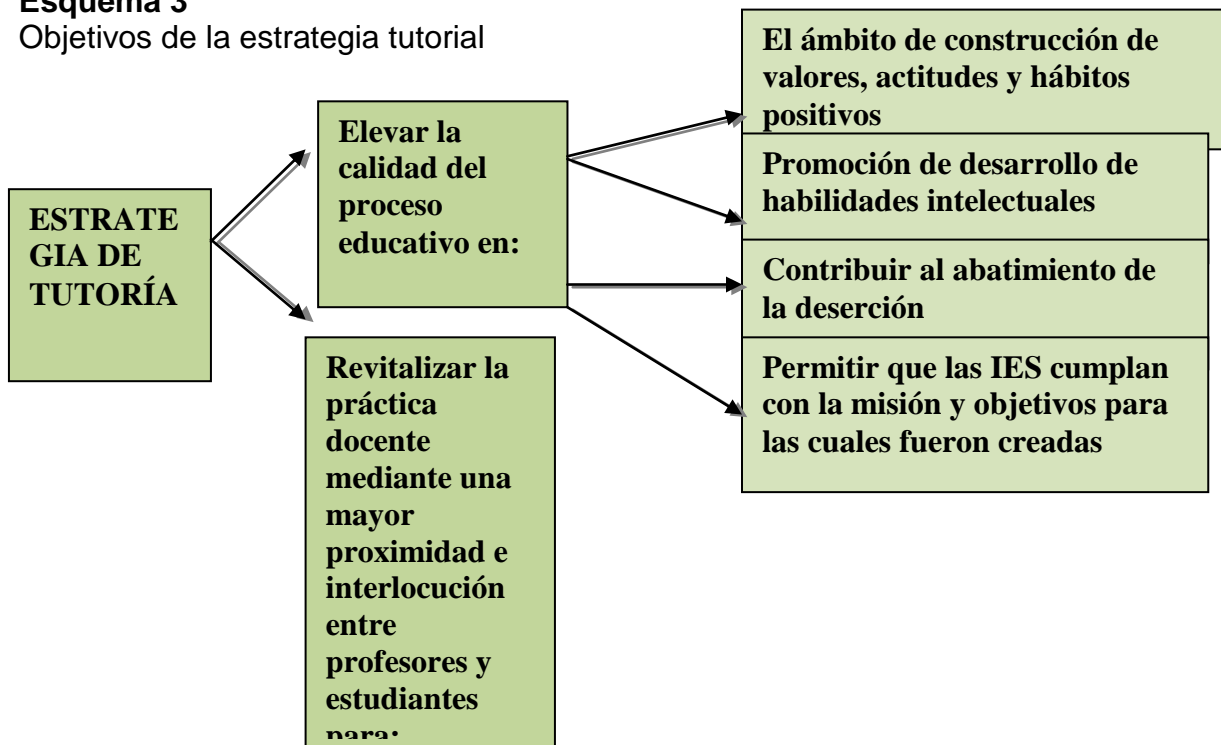 Esquema 3
Objetivos de la estrategia tutorial
ESTRATE
GIA DE
TUTORÍA
Elevar la
calidad del
proceso
educativo en:
Revitalizar la
práctica
docente
mediante una
mayor
proximidad e
interlocución
entre
profesores y
estudiantes
para:
El ámbito de construcción de
valores, actitudes y hábitos
positivos
Promoción de desarrollo de
habilidades intelectuales
Contribuir al abatimiento de
la deserción
Permitir que las IES cumplan
con la misión y objetivos para
las cuales fueron creadas